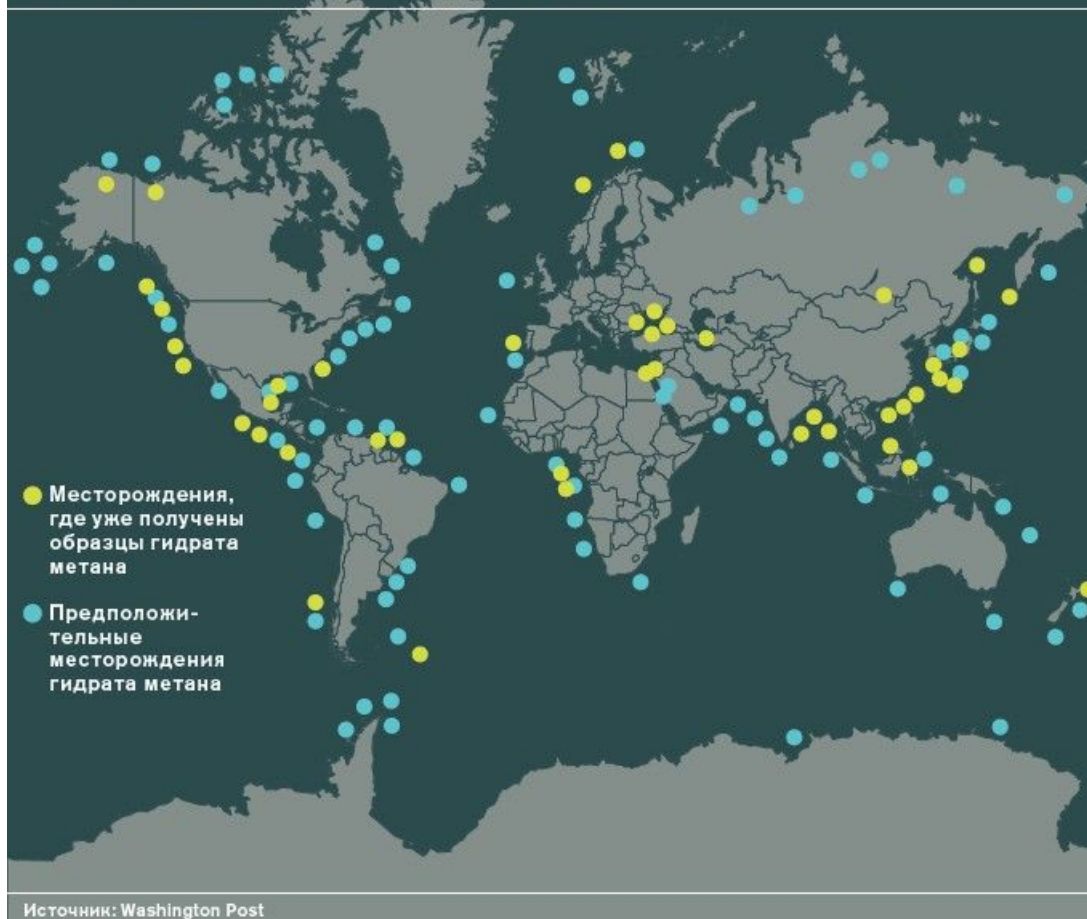 Месторождения,
где уже получены
образцы гидрата
метана
Предположи-
тельные
месторождения
гидрата метана
Источник: Washington Post